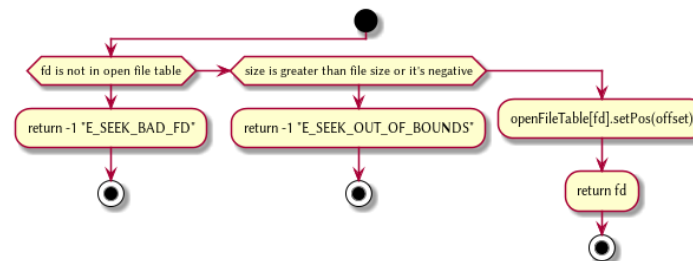 fd is not in open file table
size is greater than file size or it's negative
return -1 "E_SEEK_BAD_FD"
return -1 "E_SEEK_OUT_OF_BOUNDS"
openFileTable[fd].setPos(offset)
return fd